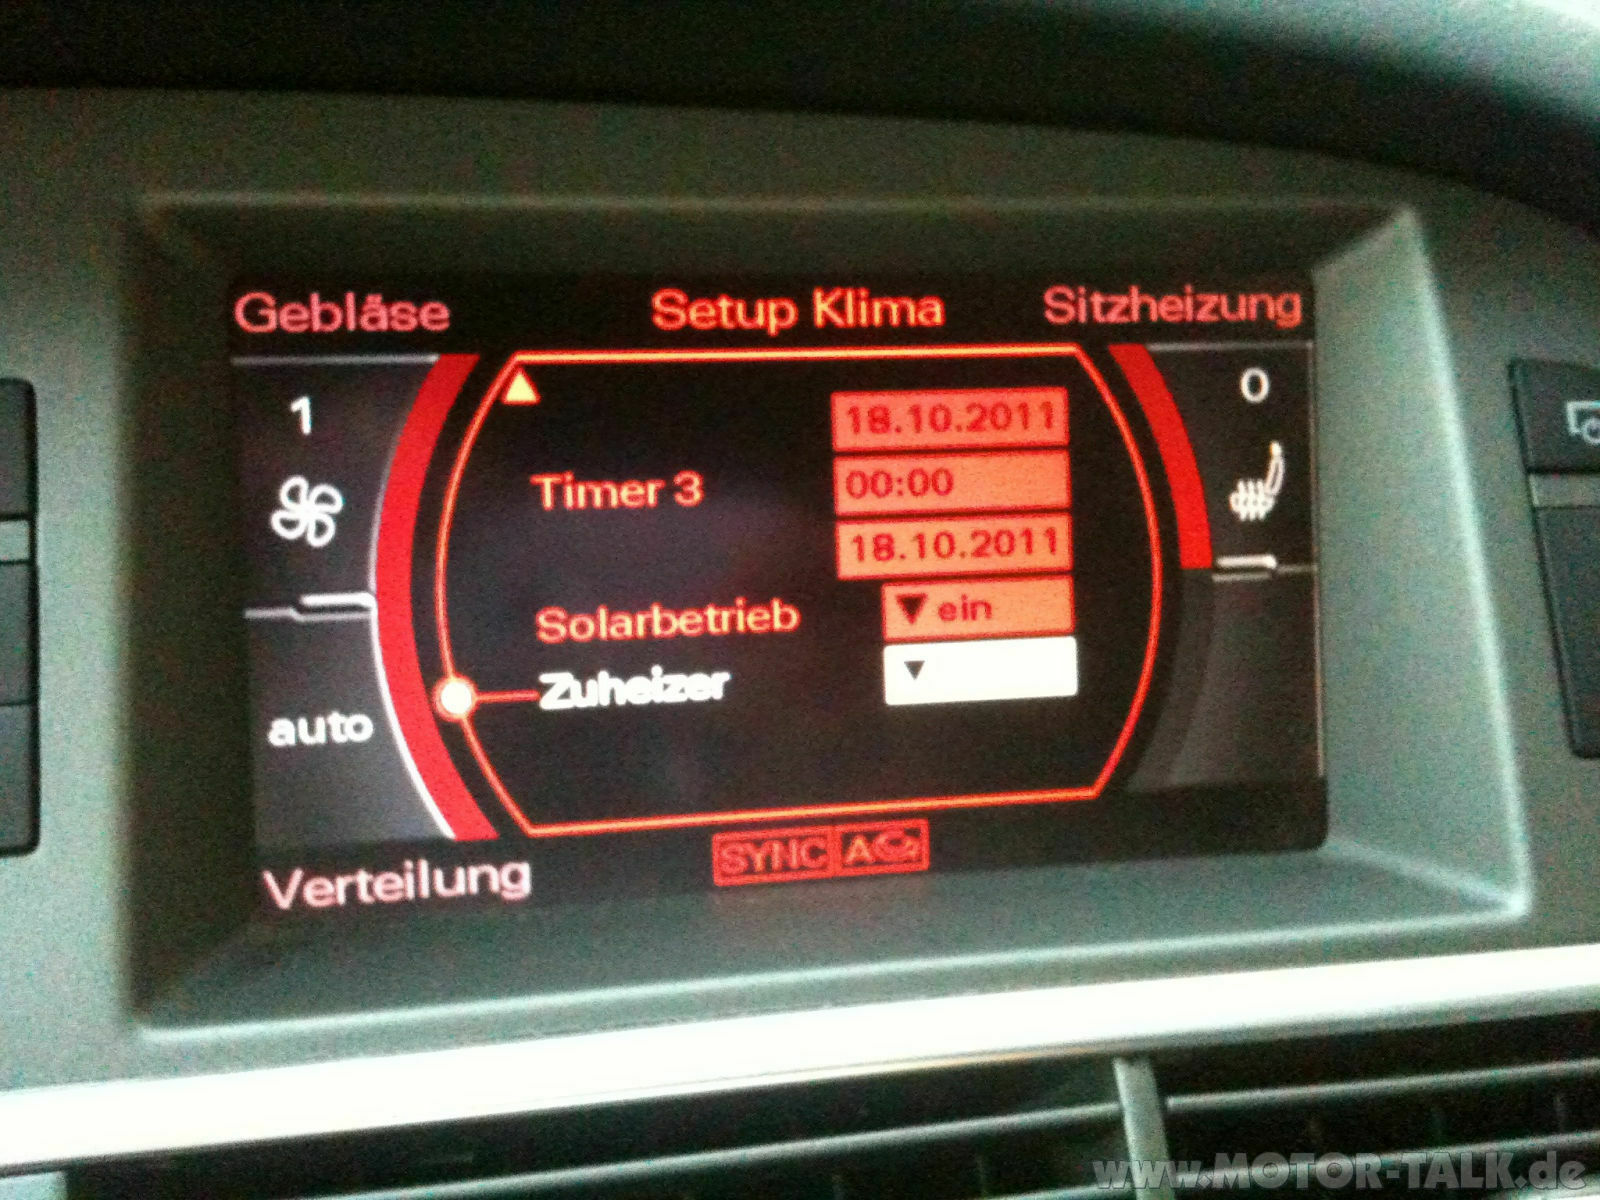 Gebläse
Setup Klima
Sitzheizung
1
0
18.10.2011
Timer 3
00:00
18.10.2011
Solarbetrieb
ein
Zuheizer
auto
Verteilung
SYNC A
www.MOTOR-TALK.de